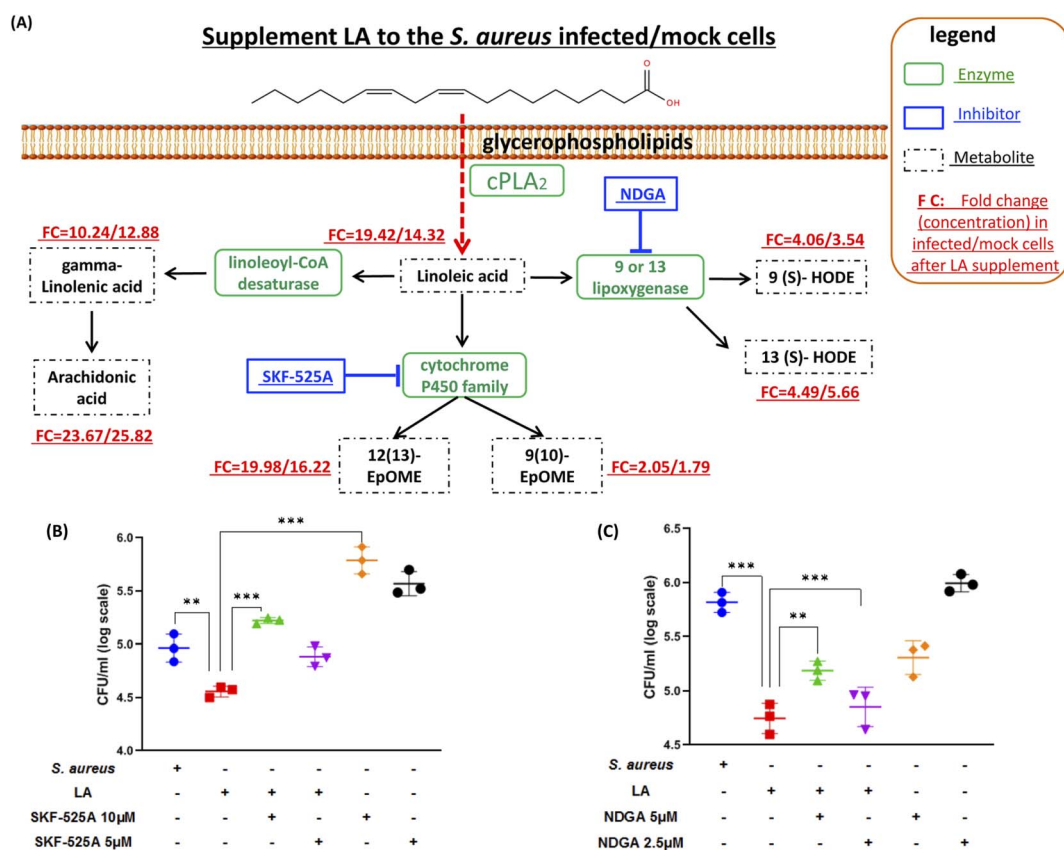 (A)
Supplement LA to the S. aureus infected/mock cells
O
OH
glycerophospholipids
cPLA2
NDGA
FC=10.24/12.88
FC=19.42/14.32
FC=4.06/3.54
gamma-
Linolenic acid
linoleoyl-CoA
desaturase
Linoleic acid
9 or 13
lipoxygenase
9 (S)- HODE
Arachidonic
acid
SKF-525A
cytochrome
P450 family
13 (S)- HODE
FC=4.49/5.66
FC=23.67/25.82
FC=19.98/16.22
12(13)-
EpOME
9(10)-
EpOME
FC=2.05/1.79
legend
Enzyme
Inhibitor
Metabolite
F C: Fold change
(concentration) in
infected/mock cells
after LA supplement
(B)
CFU/ml (log scale)
6.0
5.5
5.0
4.5
4.0
**
***
***
S. aureus + - - - - -
LA - + + + - -
SKF-525A 10μM - - + - + -
SKF-525A 5μM - - - + - +
(C)
CFU/ml (log scale)
6.5
6.0
5.5
5.0
4.5
***
***
**
S. aureus + - - - - -
LA - + + + - -
NDGA 5μM - - + - + -
NDGA 2.5μM - - - + - +